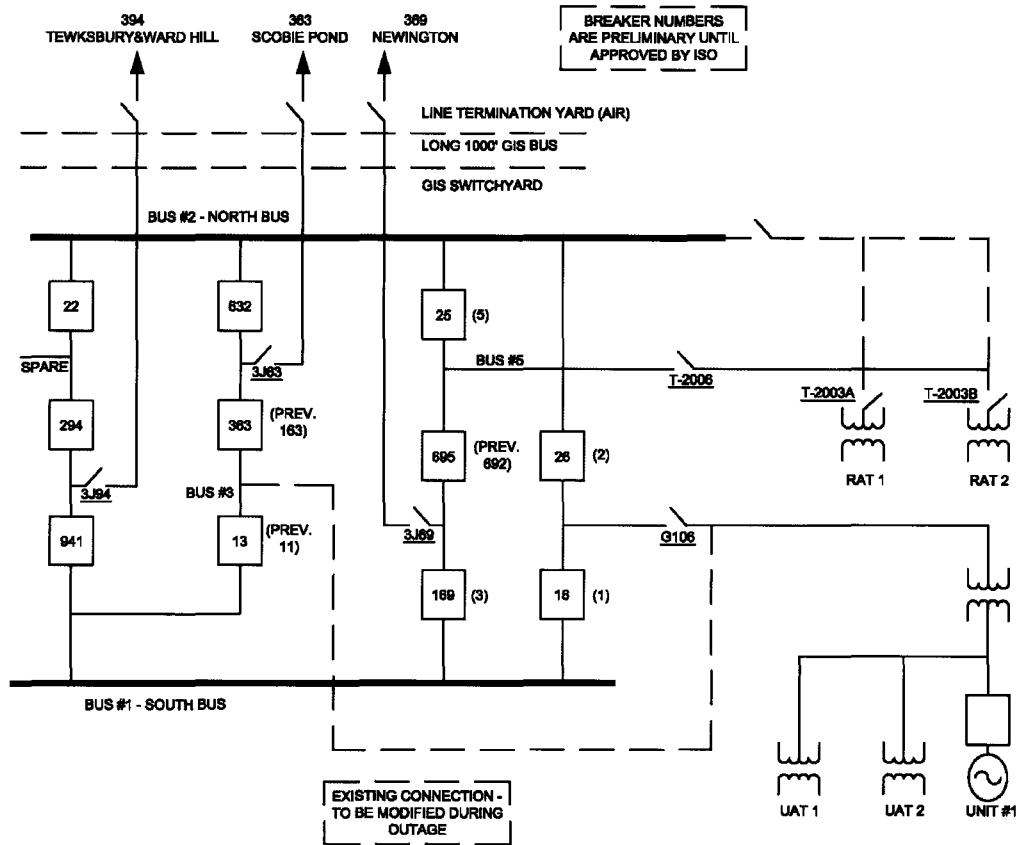 394
TEWKSBURY&WARD HILL
363
SCOBIE POND
369
NEWINGTON
BREAKER NUMBERS
ARE PRELIMINARY UNTIL
APPROVED BY ISO
LINE TERMINATION YARD (AIR)
LONG 1000' GIS BUS
GIS SWITCHYARD
BUS #2 - NORTH BUS
22
632
25
(5)
SPARE
3J63
BUS #5
T-2006
T-2003A
T-2003B
294
363
(PREV.
163)
695
(PREV.
692)
26
(2)
RAT 1
RAT 2
3J94
BUS #3
3J69
G106
941
13
(PREV.
11)
169
(3)
16
(1)
BUS #1 - SOUTH BUS
EXISTING CONNECTION -
TO BE MODIFIED DURING
OUTAGE
UAT 1
UAT 2
UNIT #1